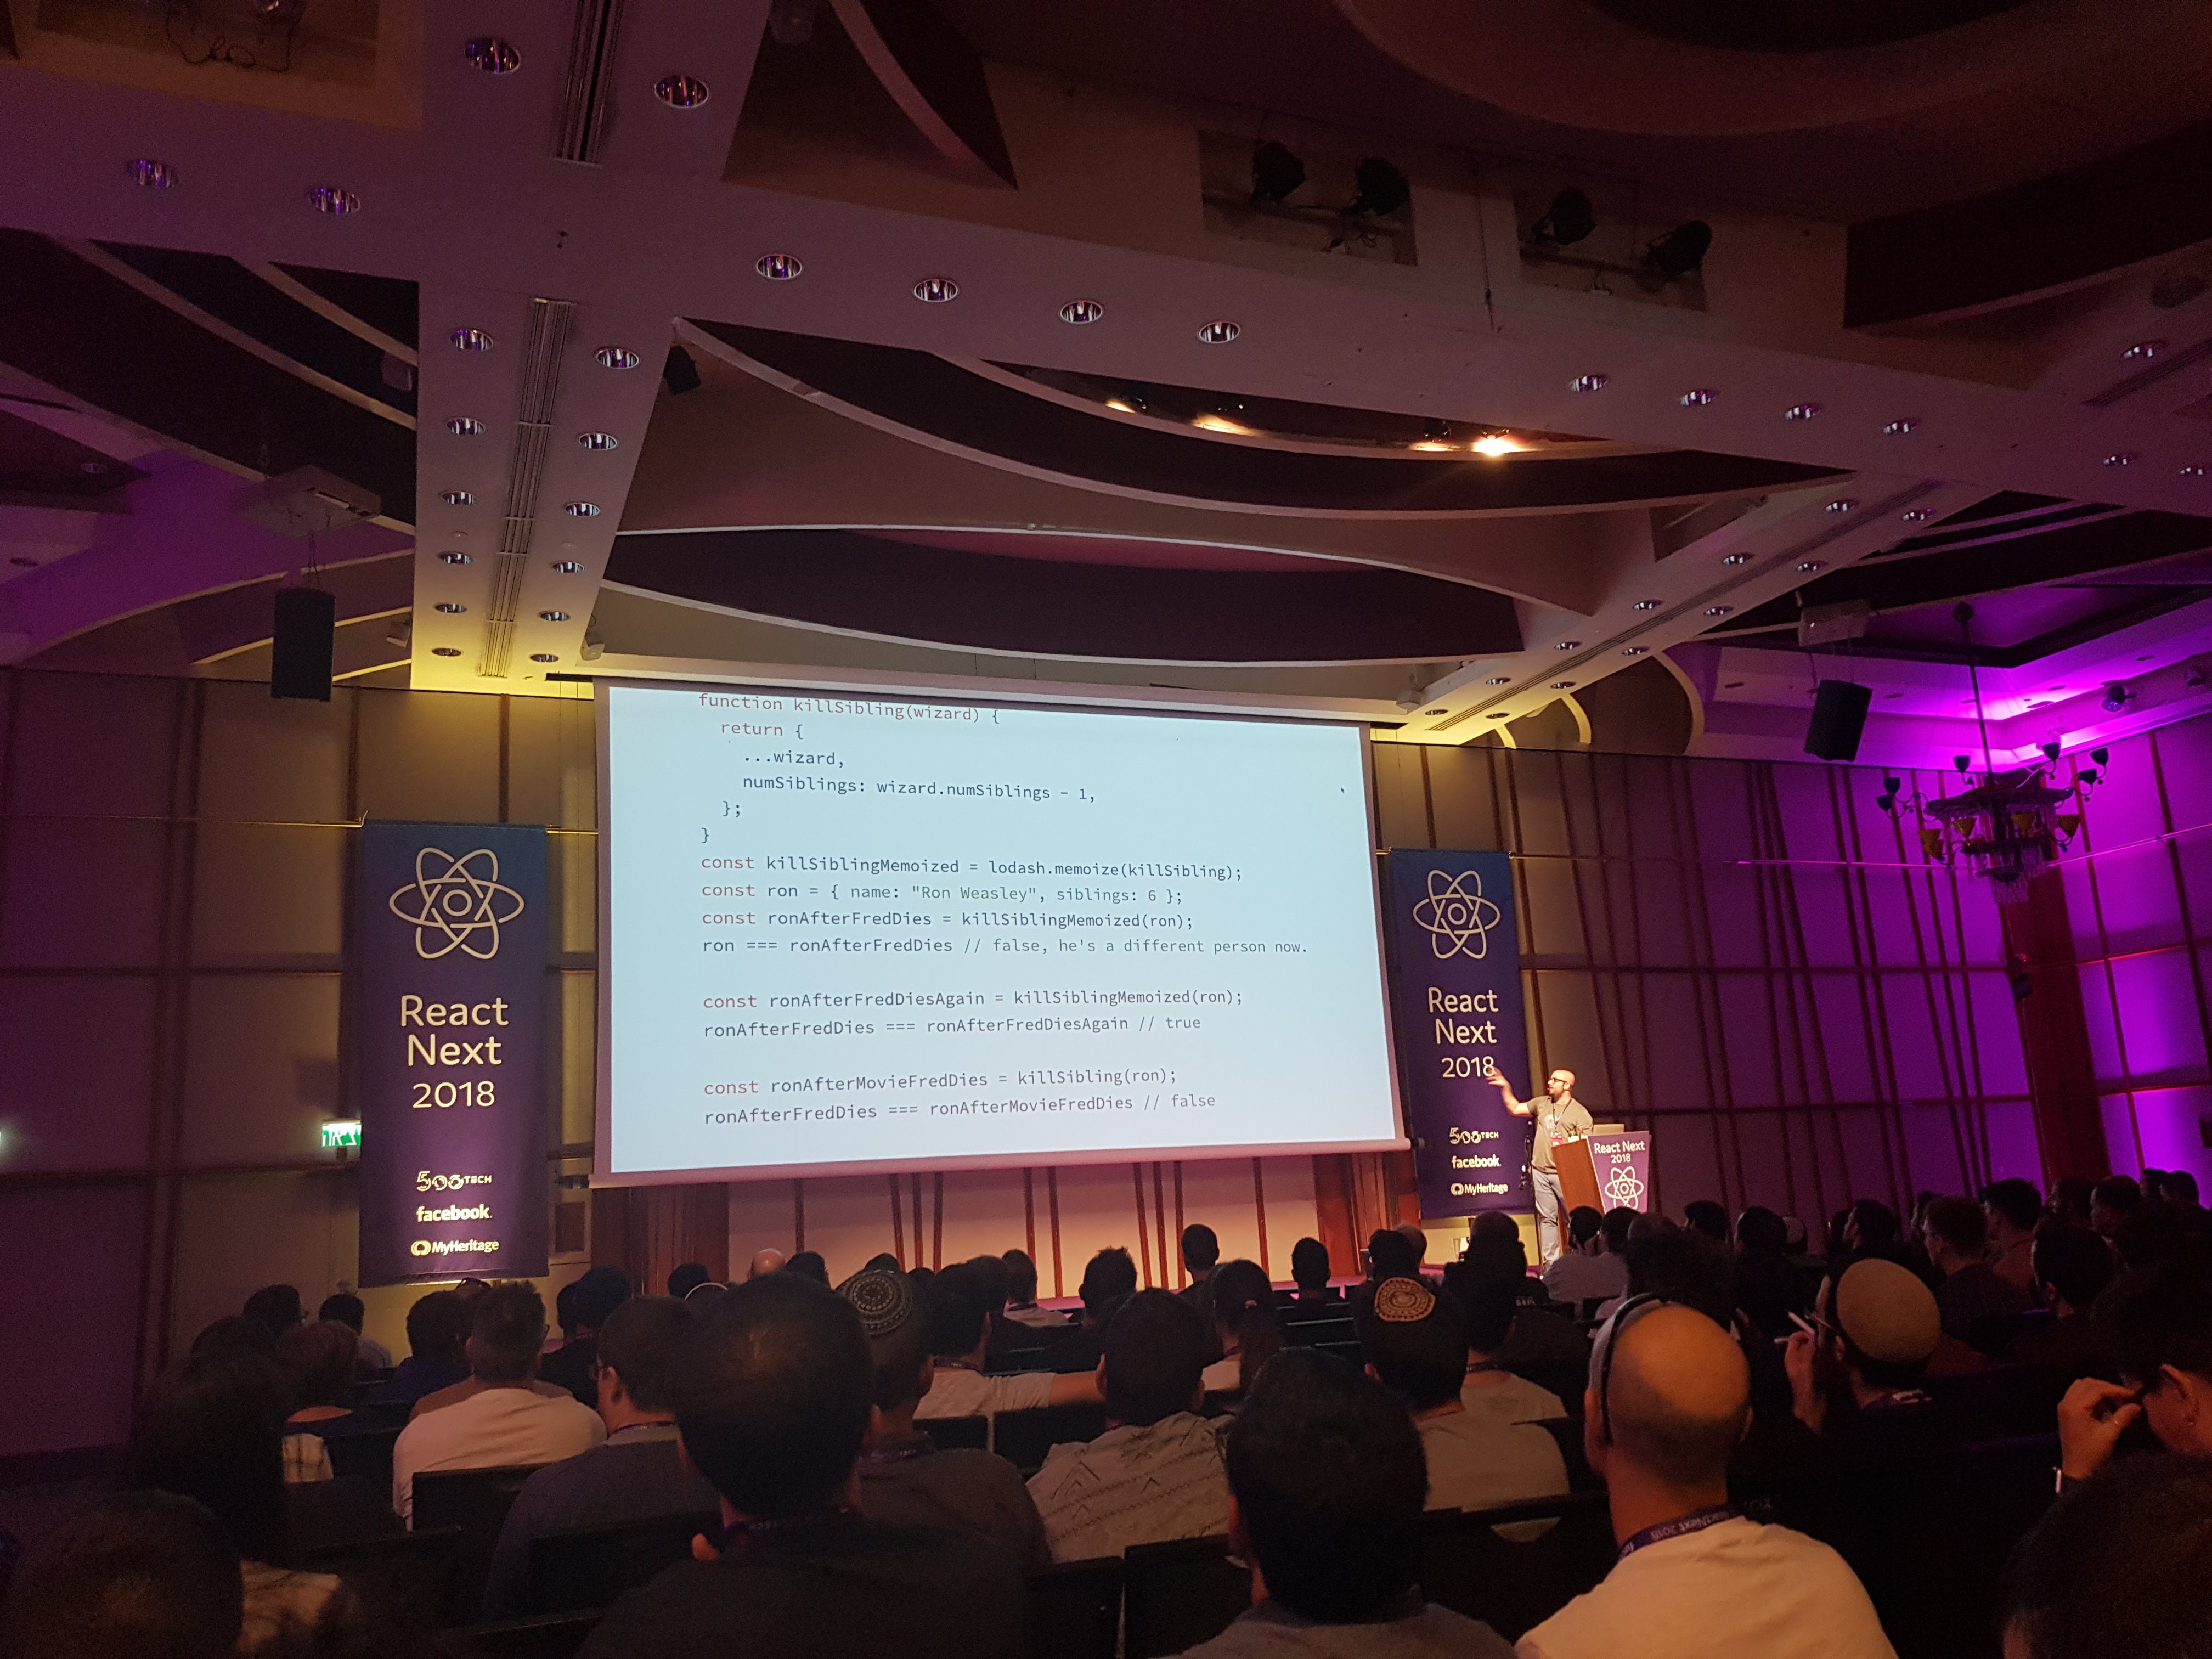 function killSibling(wizard) {
return {
...wizard,
numSiblings: wizard.numSiblings - 1,
};
}
const killSiblingMemoized = lodash.memoize(killSibling);
const ron = { name: "Ron Weasley", siblings: 6 };
const ronAfterFredDies = killSiblingMemoized(ron);
ron === ronAfterFredDies // false, he's a different person now.
const ronAfterFredDiesAgain = killSiblingMemoized(ron);
ronAfterFredDies === ronAfterFredDiesAgain // true
const ronAfterMovieFredDies = killSibling(ron);
ronAfterFredDies === ronAfterMovieFredDies // false
React
Next
2018
500TECH
facebook.
MyHeritage
React
Next
2018
500TECH
facebook.
MyHeritage
React Next
2018
ReactNext 2018